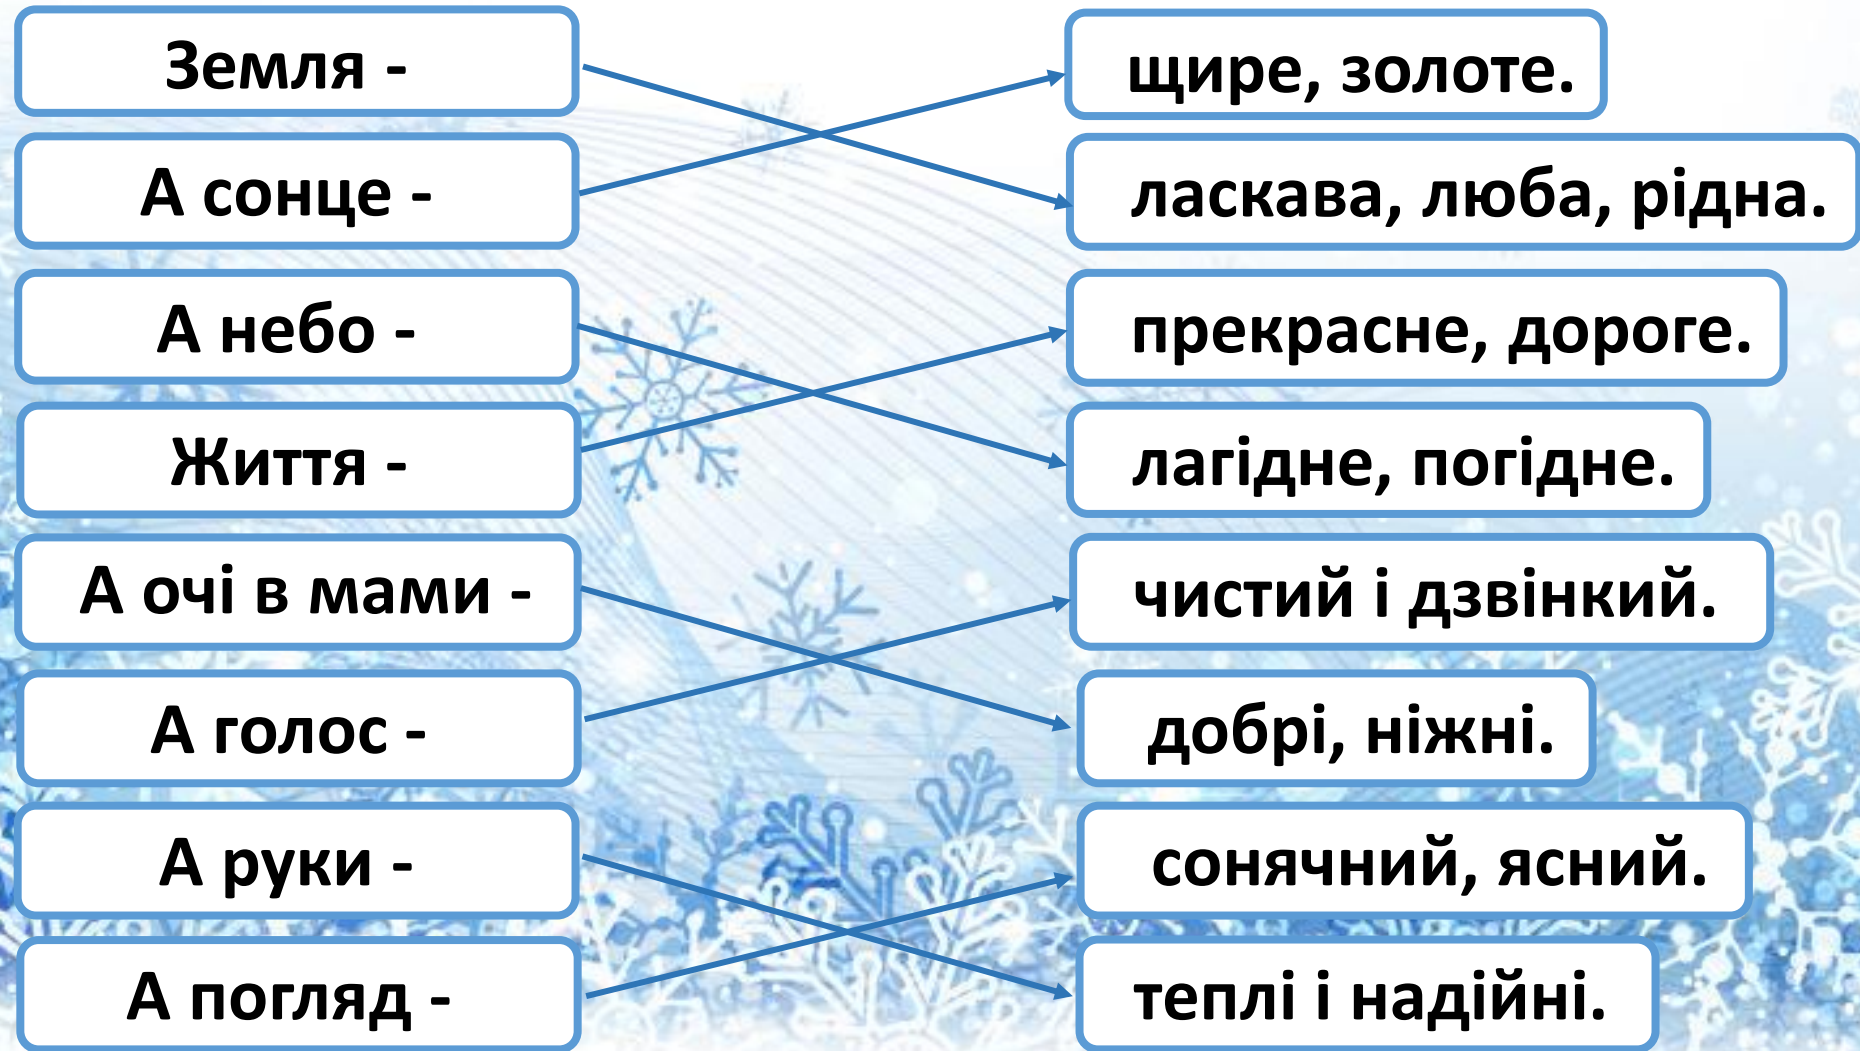 Земля -
щире, золоте.
А сонце -
ласкава, люба, рідна.
А небо -
прекрасне, дороге.
Життя -
лагідне, погідне.
А очі в мами -
чистий і дзвінкий.
А голос -
добрі, ніжні.
А руки -
сонячний, ясний.
А погляд -
теплі і надійні.